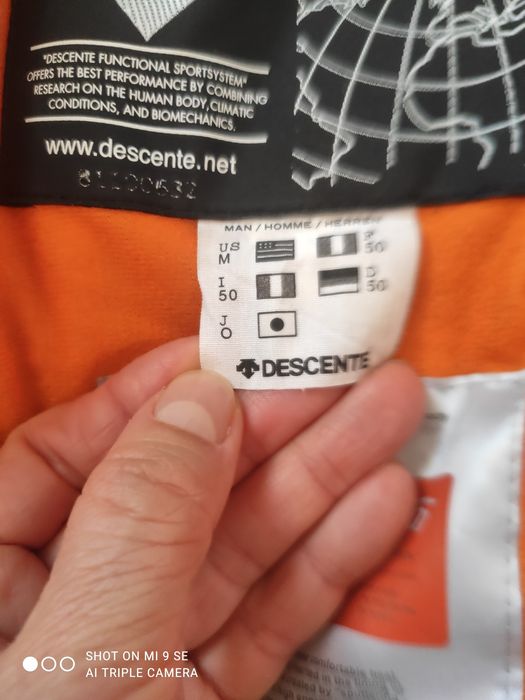 "DESCENTE FUNCTIONAL SPORTSYSTEM"
OFFERS THE BEST PERFORMANCE BY COMBINING
RESEARCH ON THE HUMAN BODY, CLIMATIC
CONDITIONS, AND BIOMECHANICS.
www.descente.net
81100632
MAN / HOMME / HERREN
US
M
F
50
I
50
D
50
J
O
DESCENTE
SHOT ON MI 9 SE
AI TRIPLE CAMERA